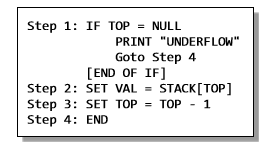 Step 1: IF TOP = NULL
PRINT "UNDERFLOW"
Goto Step 4
[END OF IF]
Step 2: SET VAL = STACK[TOP]
Step 3: SET TOP = TOP - 1
Step 4: END